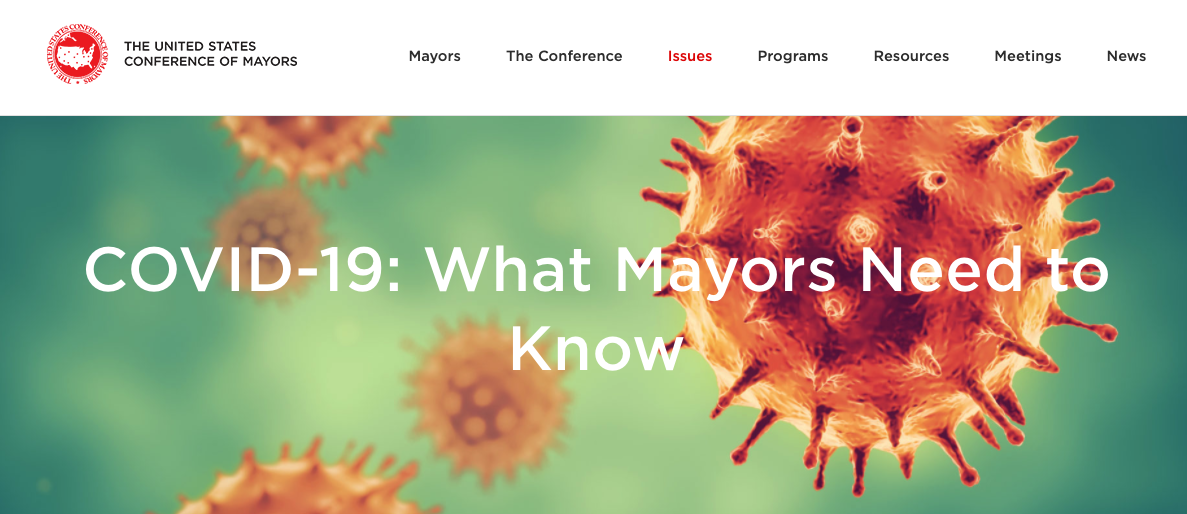 THE UNITED STATES CONFERENCE OF MAYORS
THE UNITED STATES
CONFERENCE OF MAYORS
Mayors
The Conference
Issues
Programs
Resources
Meetings
News
COVID-19: What Mayors Need to
Know